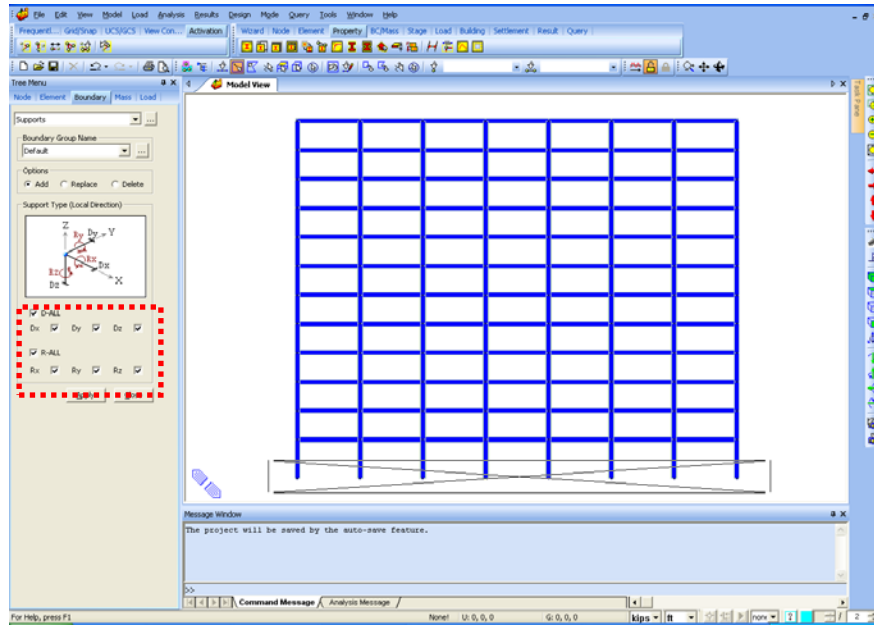 File Edit View Model Load Analysis Results Design Mode Query Tools Window Help
Frequentl... Grid/Snap UCS/GCS View Con... Activation Wizard Node Element Property BC/Mass Stage Load Building Settlement Result Query
Tree Menu
Model View
Task Pane
Node Element Boundary Mass Load
Supports
...
Boundary Group Name
Default
...
Options
Add Replace Delete
Support Type (Local Direction)
Z
Ry Dy Y
Rx
Dx
Rz
X
Dz
D-ALL
Dx Dy Dz
R-ALL
Rx Ry Rz
Message Window
The project will be saved by the auto-save feature.
>>
Command Message Analysis Message
For Help, press F1
None! U: 0, 0, 0 G: 0, 0, 0 kips ft non ? / 2